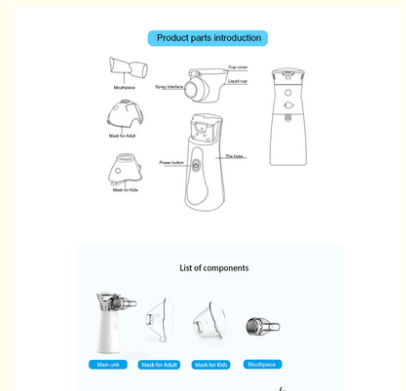 Product parts introduction
Cup cover
Liquid cup
Mouthpiece
Spray interface
Mask for Adult
Power button
The base
Mask for Kids
List of components
Main unit
Mask for Adult
Mask for Kids
Mouthpiece